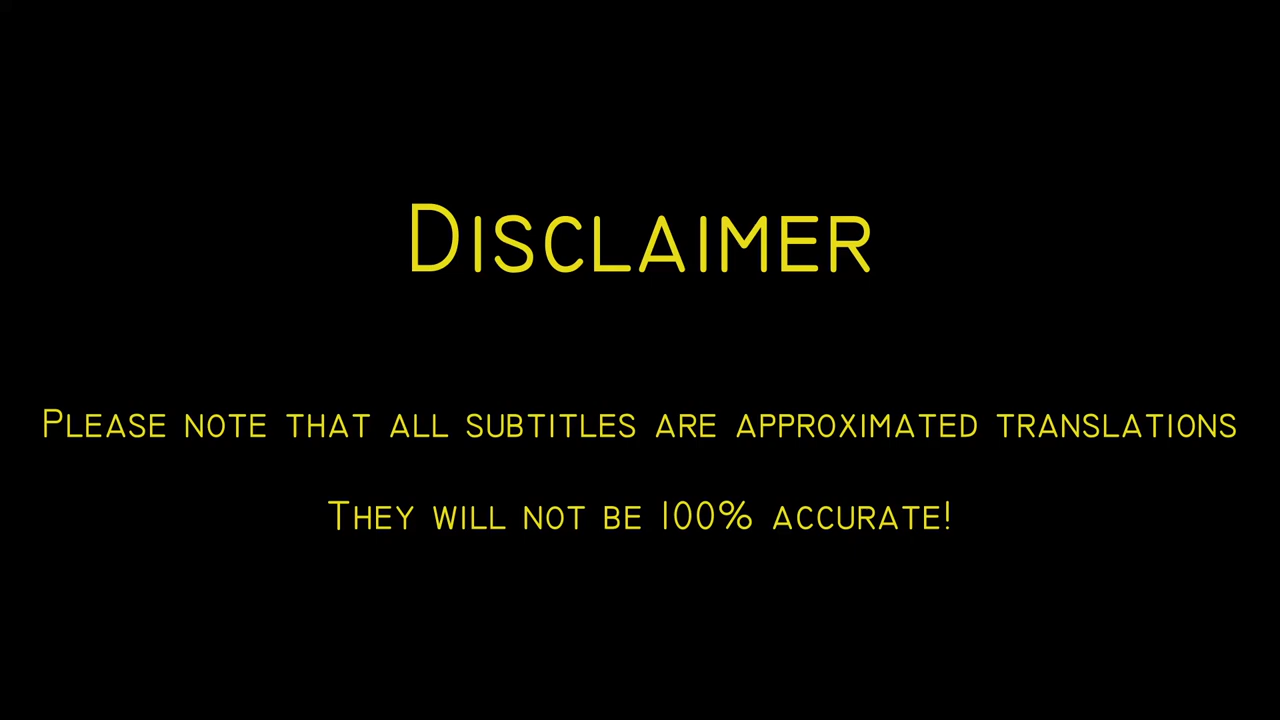 Disclaimer
Please note that all subtitles are approximated translations
They will not be 100% accurate!